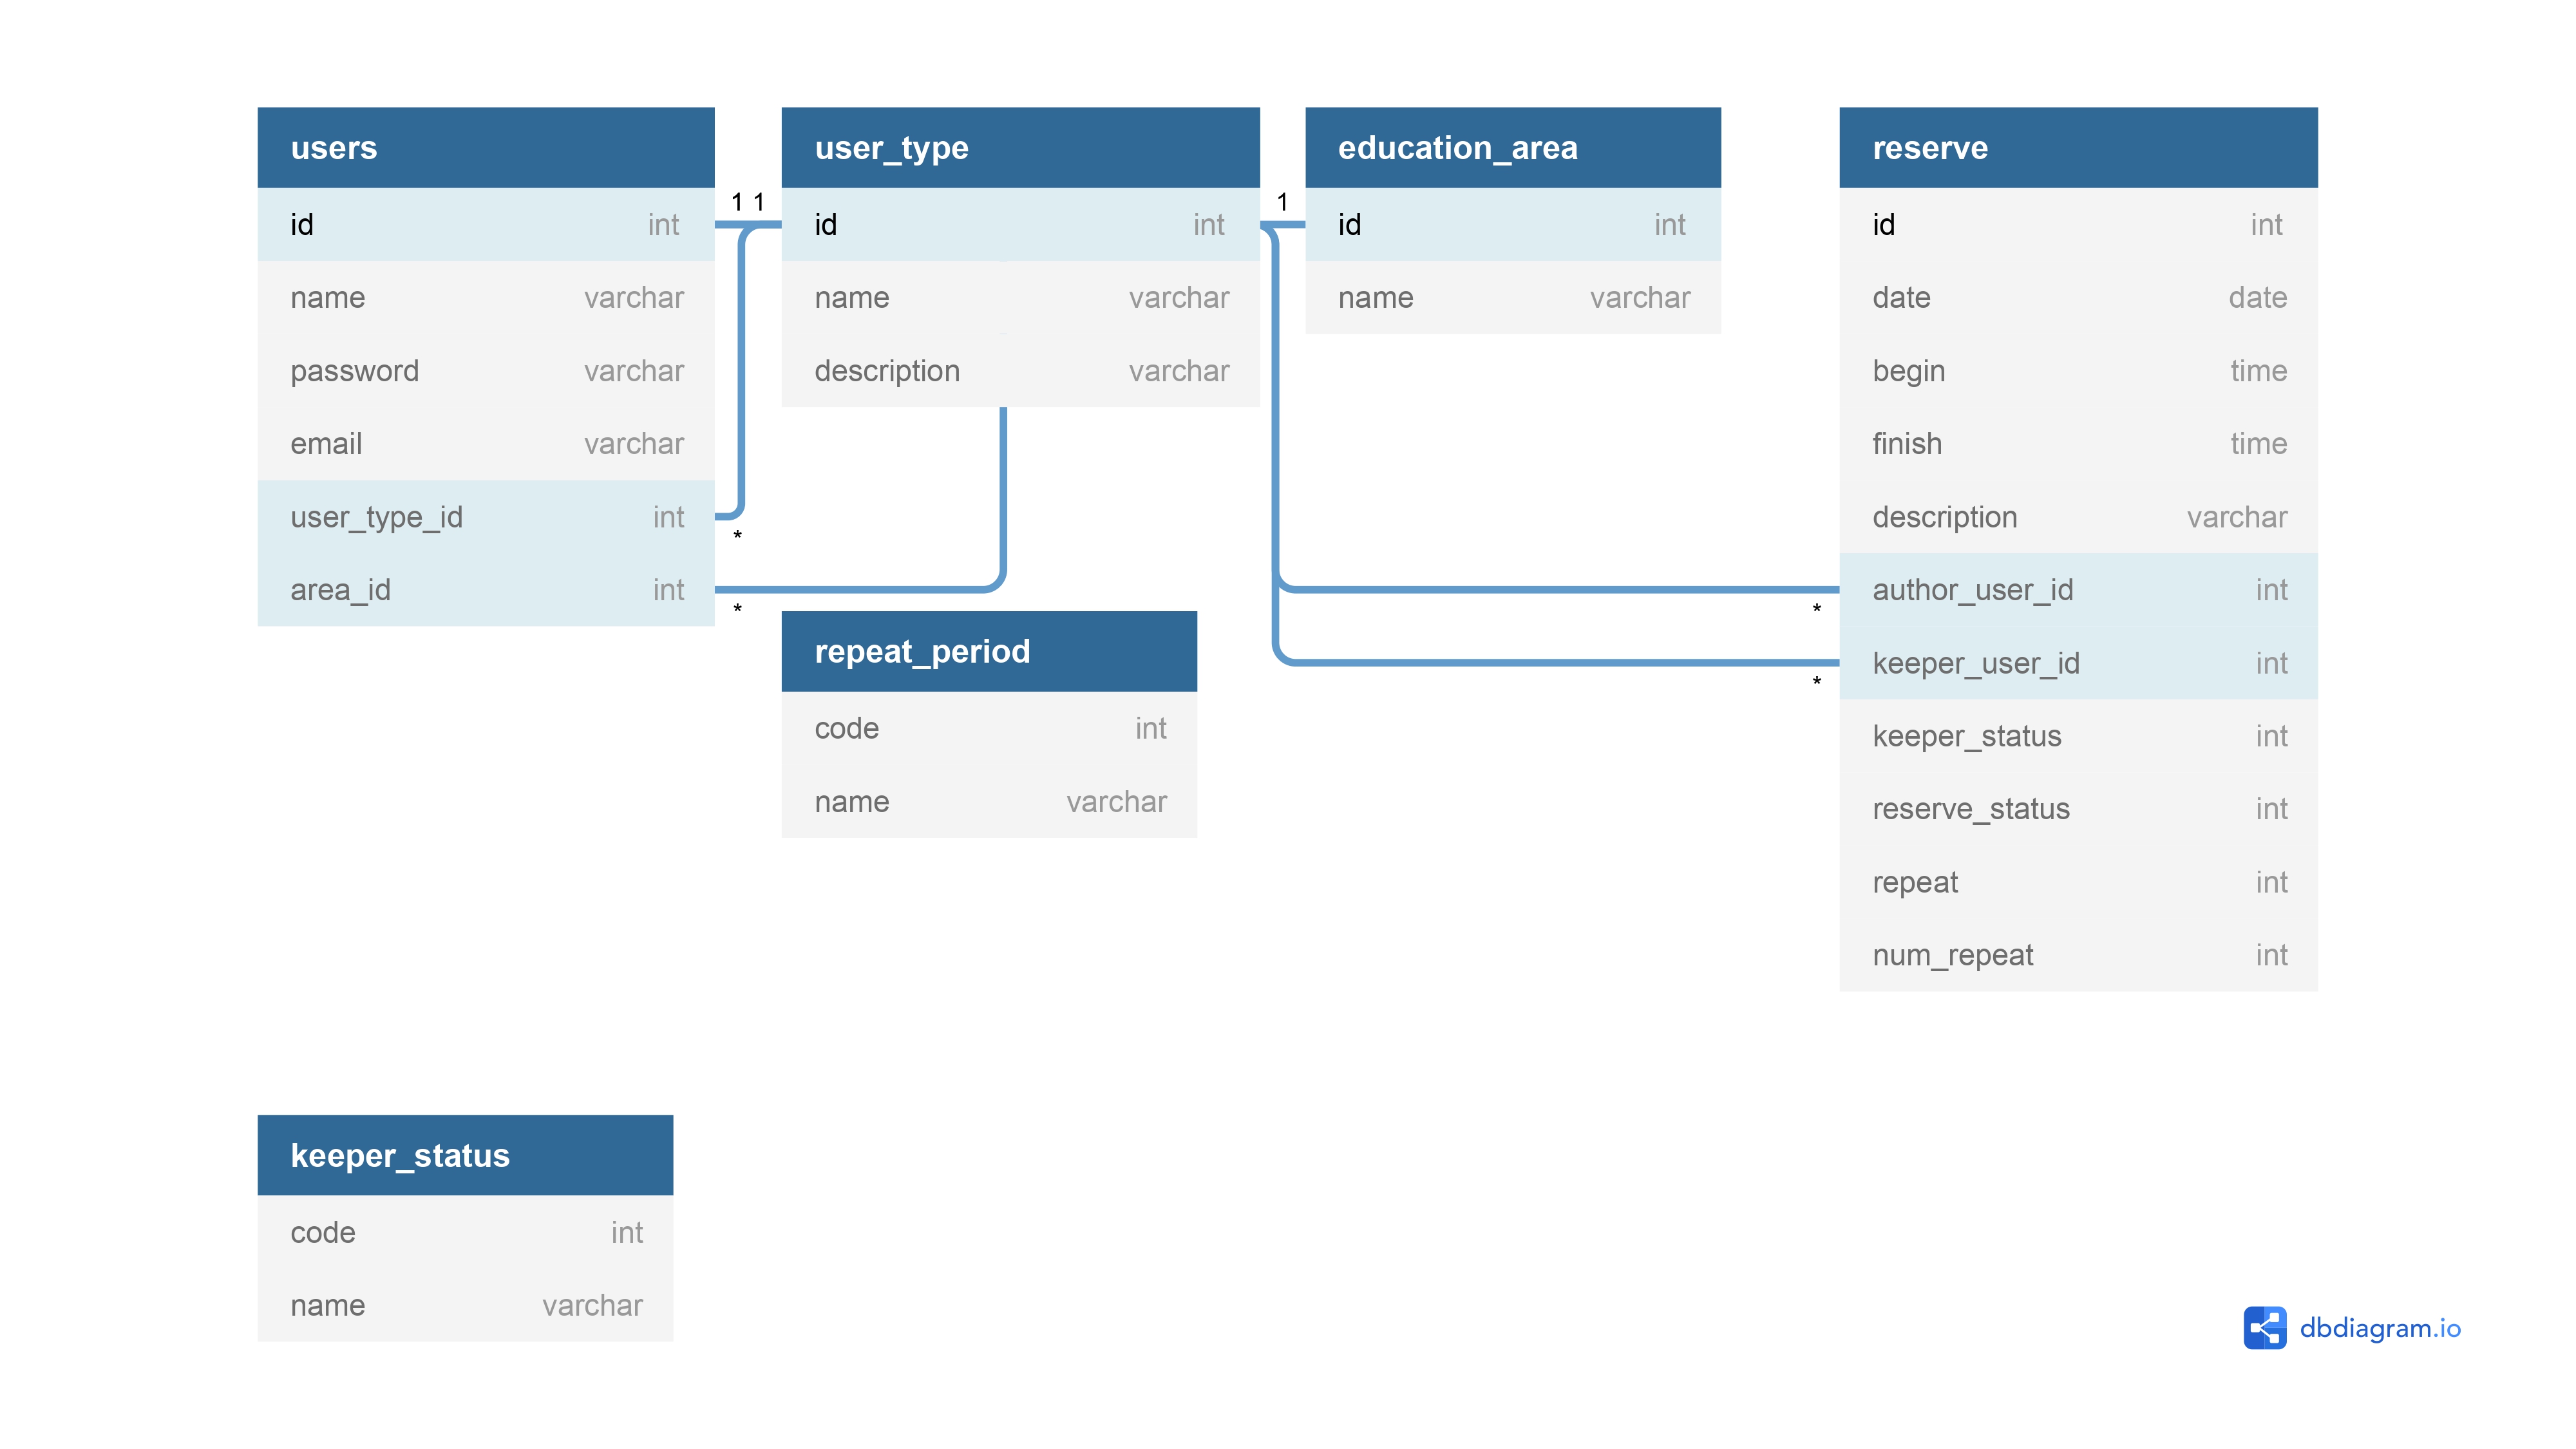 users
id int
name varchar
password varchar
email varchar
user_type_id int
area_id int
1 1
*
*
user_type
id int
name varchar
description varchar
1
education_area
id int
name varchar
reserve
id int
date date
begin time
finish time
description varchar
author_user_id int
keeper_user_id int
keeper_status int
reserve_status int
repeat int
num_repeat int
*
*
repeat_period
code int
name varchar
keeper_status
code int
name varchar
dbdiagram.io